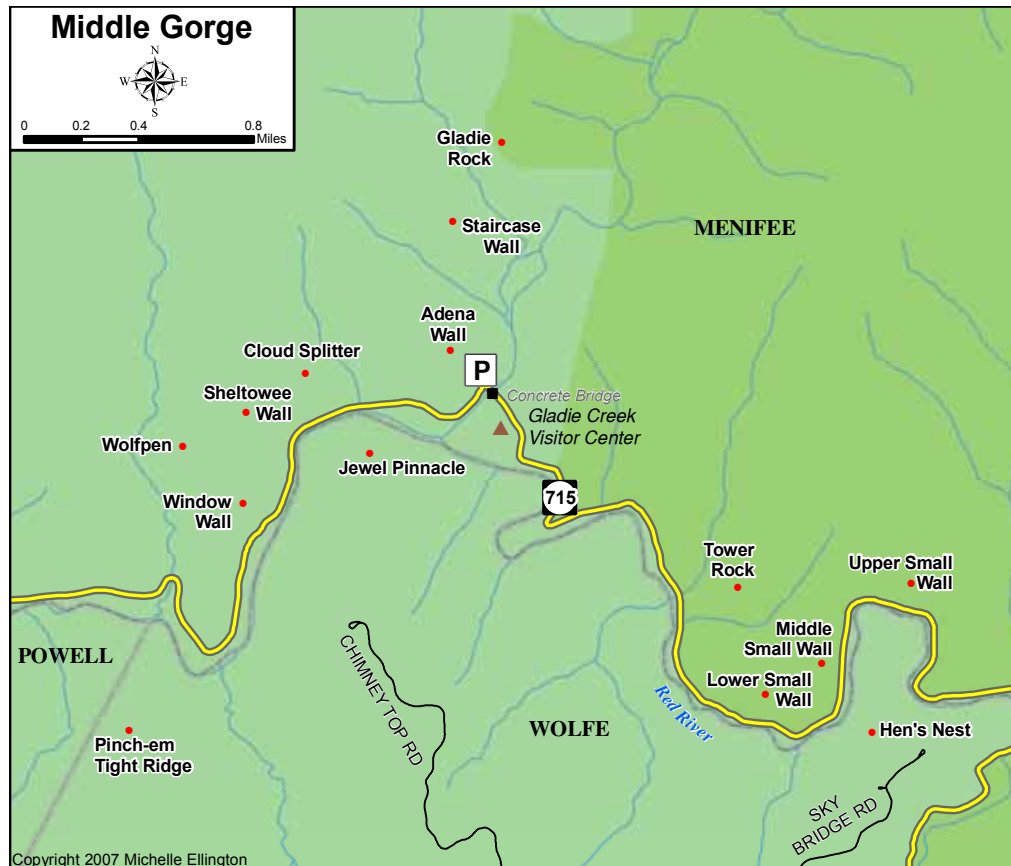 Middle Gorge
N
W E
S
0 0.2 0.4 0.8
Miles
Gladie
Rock
Staircase
Wall
MENIFEE
Adena
Wall
Cloud Splitter
P
Concrete Bridge
Sheltowee
Wall
Gladie Creek
Visitor Center
Wolfpen
Jewel Pinnacle
Window
Wall
715
Tower
Rock
Upper Small
Wall
Middle
Small Wall
POWELL
CHIMNEY TOP RD
Lower Small
Wall
Red River
WOLFE
Hen's Nest
Pinch-em
Tight Ridge
SKY
BRIDGE RD
Copyright 2007 Michelle Ellington